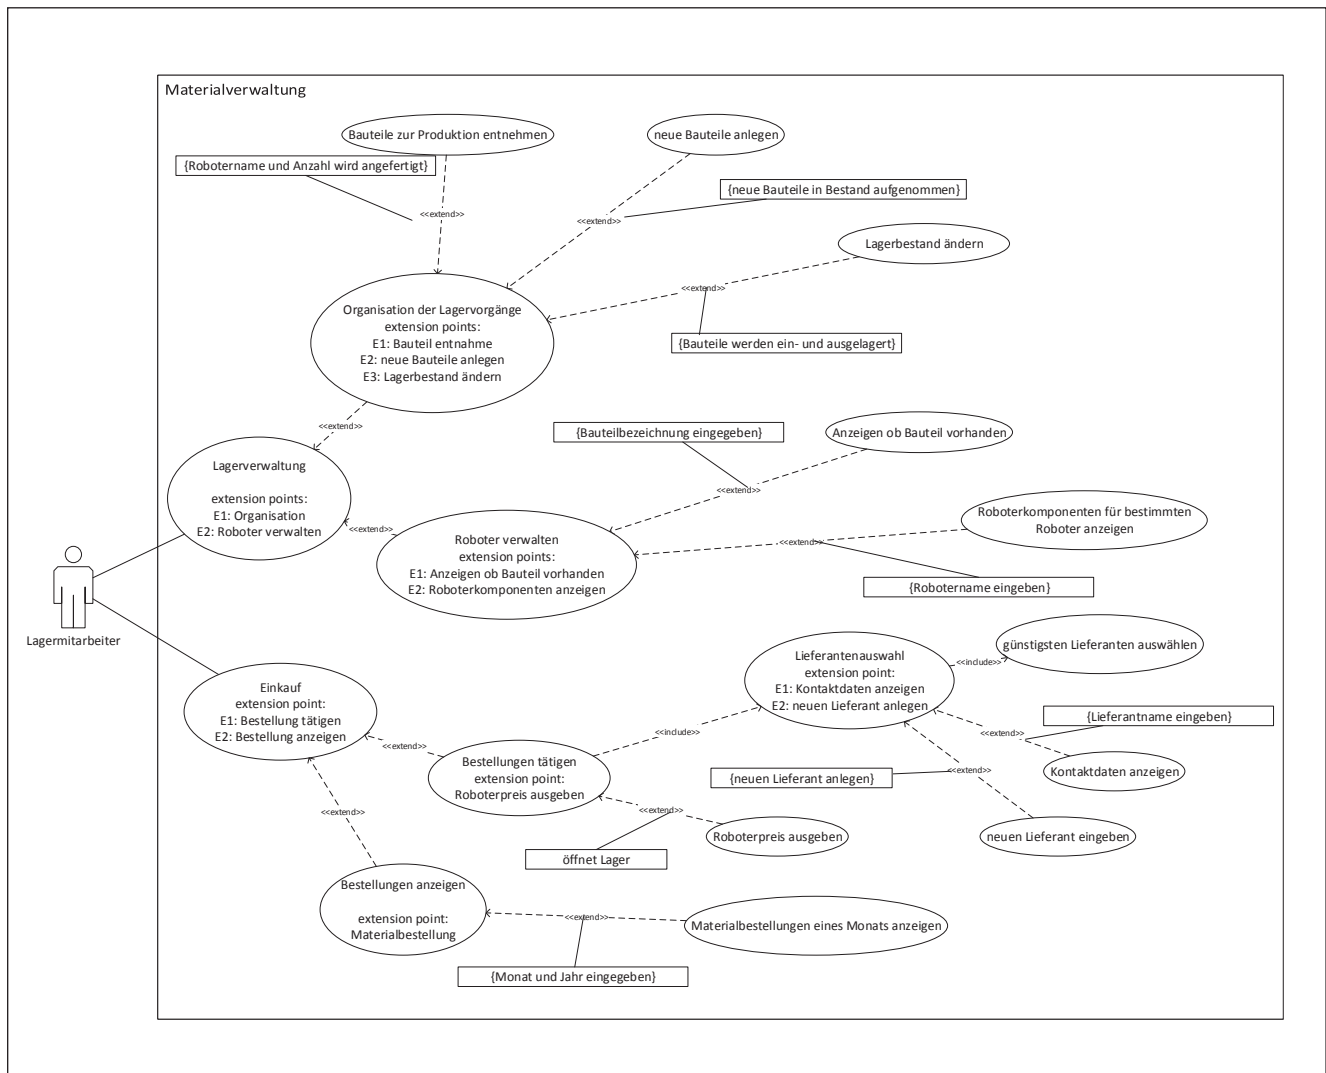 Materialverwaltung
Bauteile zur Produktion entnehmen
neue Bauteile anlegen
{Robotername und Anzahl wird angefertigt}
{neue Bauteile in Bestand aufgenommen}
<<extend>>
<<extend>>
Lagerbestand ändern
<<extend>>
Organisation der Lagervorgänge
extension points:
E1: Bauteil entnahme
E2: neue Bauteile anlegen
E3: Lagerbestand ändern
{Bauteile werden ein- und ausgelagert}
<<extend>>
{Bauteilbezeichnung eingegeben}
Anzeigen ob Bauteil vorhanden
Lagerverwaltung
extension points:
E1: Organisation
E2: Roboter verwalten
<<extend>>
<<extend>>
Roboterkomponenten für bestimmten
Roboter anzeigen
Roboter verwalten
extension points:
E1: Anzeigen ob Bauteil vorhanden
E2: Roboterkomponenten anzeigen
<<extend>>
{Robotername eingeben}
Lagermitarbeiter
Lieferantenauswahl
extension point:
E1: Kontaktdaten anzeigen
E2: neuen Lieferant anlegen
günstigsten Lieferanten auswählen
<<include>>
Einkauf
extension point:
E1: Bestellung tätigen
E2: Bestellung anzeigen
{Lieferantname eingeben}
<<extend>>
<<include>>
<<extend>>
Bestellungen tätigen
extension point:
Roboterpreis ausgeben
{neuen Lieferant anlegen}
<<extend>>
Kontaktdaten anzeigen
<<extend>>
<<extend>>
Roboterpreis ausgeben
neuen Lieferant eingeben
öffnet Lager
Bestellungen anzeigen
extension point:
Materialbestellung
<<extend>>
Materialbestellungen eines Monats anzeigen
{Monat und Jahr eingegeben}